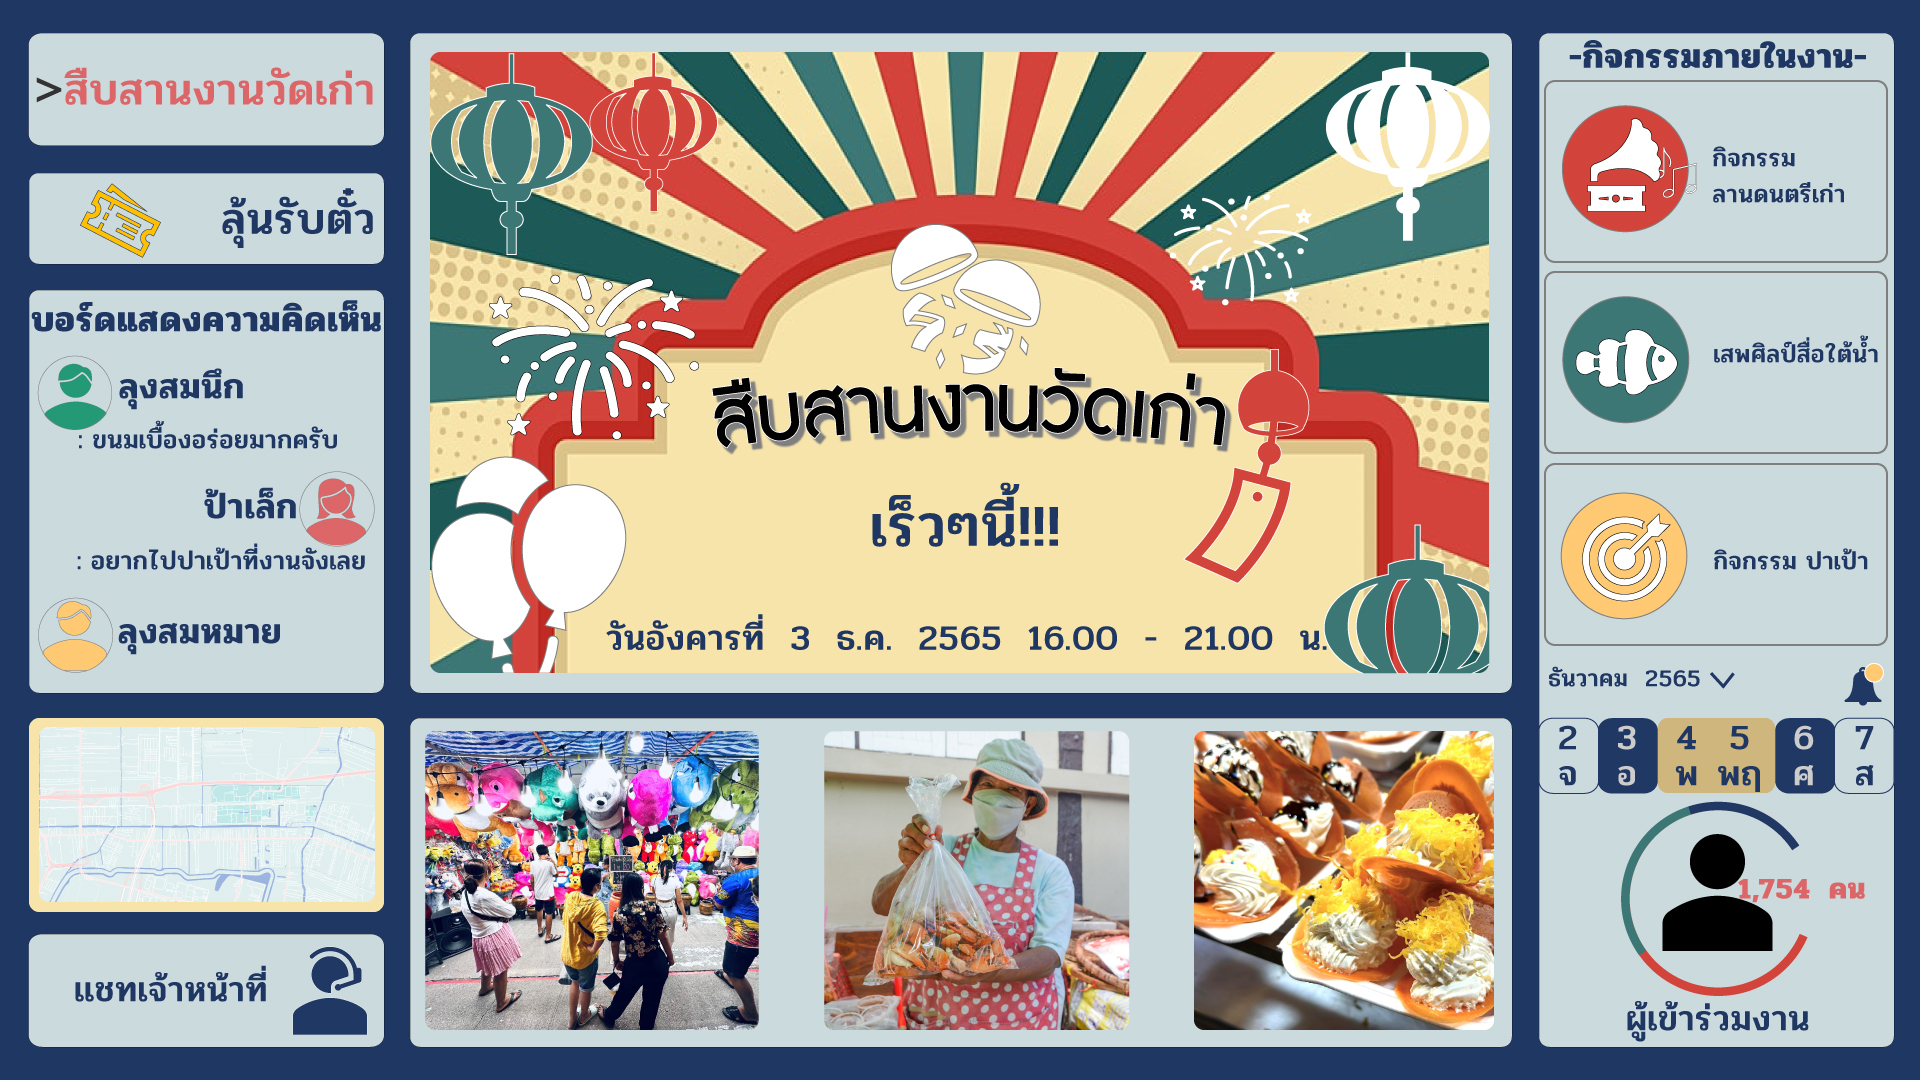 >สืบสานงานวัดเก่า
ลุ้นรับตั๋ว
บอร์ดแสดงความคิดเห็น
ลุงสมนึก
: ขนมเบื้องอร่อยมากครับ
ป้าเล็ก
: อยากไปปาเป้าที่งานจังเลย
ลุงสมหมาย
แชทเจ้าหน้าที่
สืบสานงานวัดเก่า
เร็วๆนี้!!!
วันอังคารที่ 3 ธ.ค. 2565 16.00 - 21.00 น.
-กิจกรรมภายในงาน-
กิจกรรม
ลานดนตรีเก่า
เสพศิลป์สื่อใต้น้ำ
กิจกรรม ปาเป้า
ธันวาคม 2565
2 3 4 5 6 7
จ อ พ พฤ ศ ส
1,754 คน
ผู้เข้าร่วมงาน